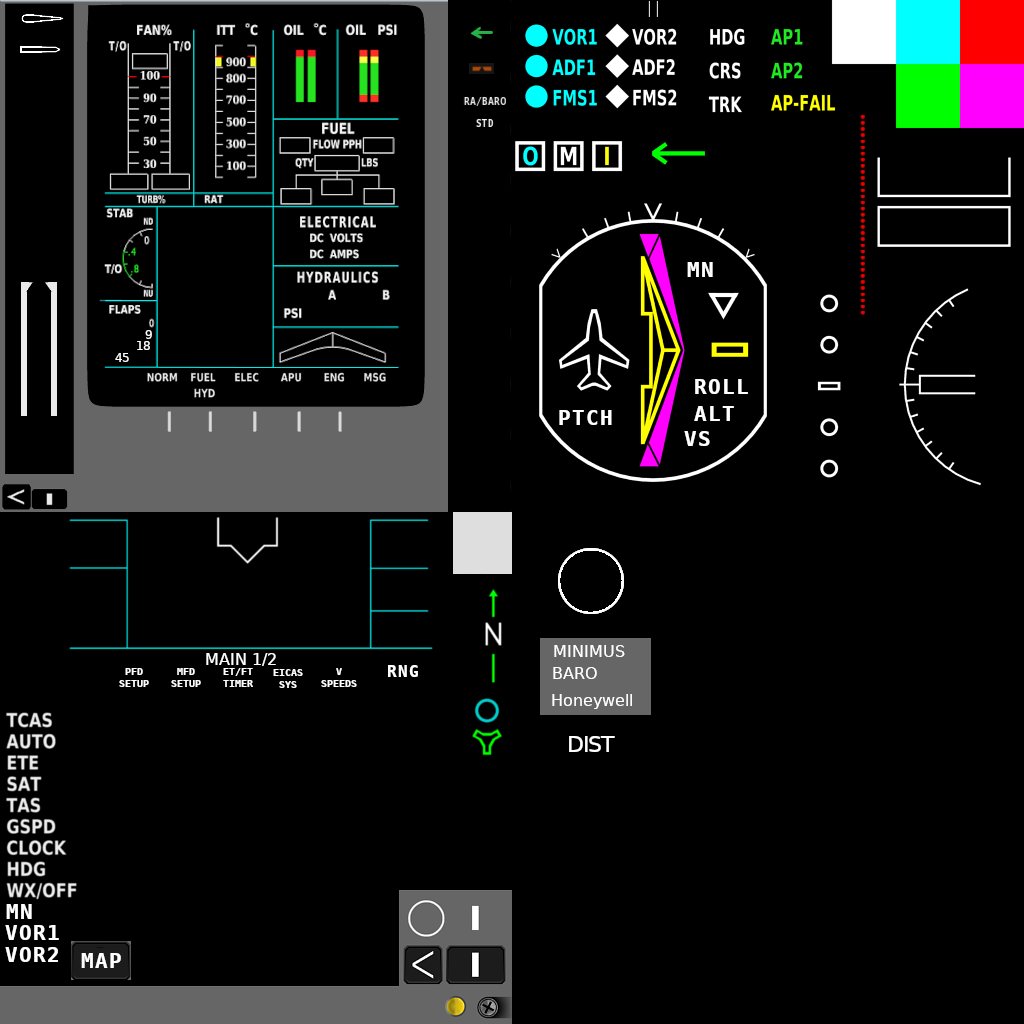 FAN% ITT °C OIL °C OIL PSI
T/O T/O
100
90
70
50
30
900
800
700
500
300
100
FUEL
FLOW PPH
QTY LBS
TURB% RAT
STAB
ND
0
.4
T/O .8
NU
ELECTRICAL
DC VOLTS
DC AMPS
HYDRAULICS
A B
PSI
FLAPS
0
9
18
45
NORM FUEL ELEC APU ENG MSG
HYD
<
RA/BARO
STD
VOR1 VOR2 HDG AP1
ADF1 ADF2 CRS AP2
FMS1 FMS2 TRK AP-FAIL
O M I
MN
ROLL
PTCH ALT
VS
MAIN 1/2
PFD MFD ET/FT EICAS V RNG
SETUP SETUP TIMER SYS SPEEDS
N
TCAS
AUTO
ETE
SAT
TAS
GSPD
CLOCK
HDG
WX/OFF
MN
VOR1
VOR2 MAP
<
MINIMUS
BARO
Honeywell
DIST